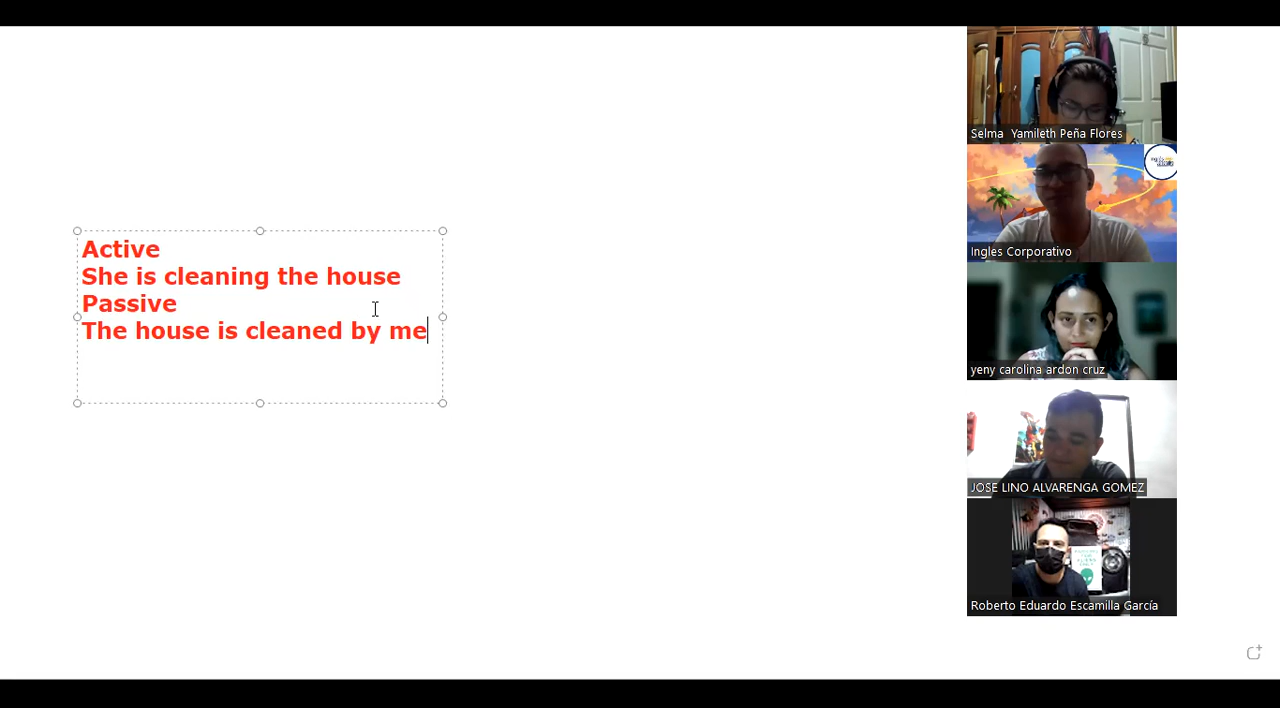 Active
She is cleaning the house
Passive
The house is cleaned by me
Selma Yamileth Peña Flores
Ingles Corporativo
yeny carolina ardon cruz
JOSE LINO ALVARENGA GOMEZ
Roberto Eduardo Escamilla García